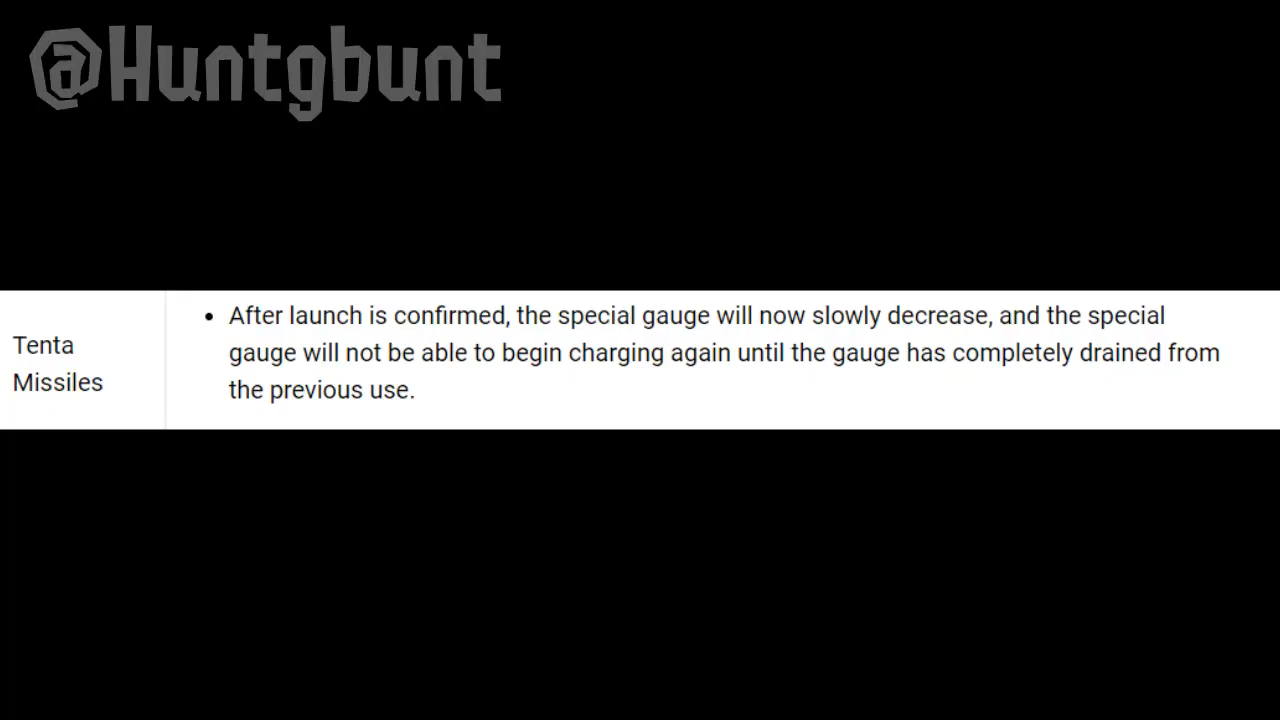 @Huntgbunt
Tenta
Missiles
• After launch is confirmed, the special gauge will now slowly decrease, and the special
gauge will not be able to begin charging again until the gauge has completely drained from
the previous use.